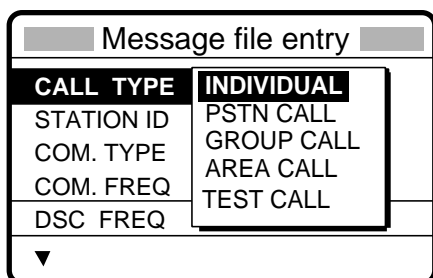 Message file entry
CALL TYPE INDIVIDUAL
STATION ID PSTN CALL
COM. TYPE GROUP CALL
COM. FREQ AREA CALL
DSC FREQ TEST CALL
▼